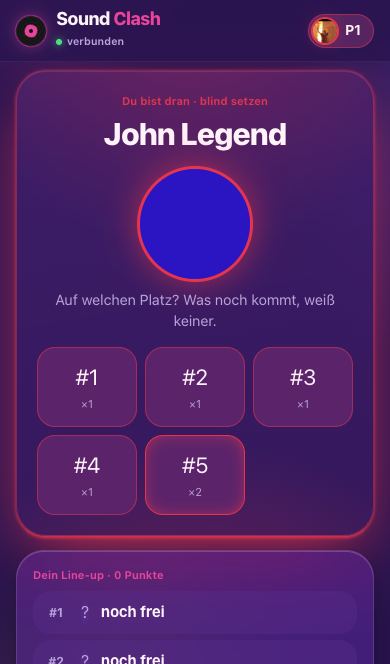 Sound Clash
verbunden
P1
Du bist dran · blind setzen
John Legend
Auf welchen Platz? Was noch kommt, weiß
keiner.
#1
×1
#2
×1
#3
×1
#4
×1
#5
×2
Dein Line-up · 0 Punkte
#1 ? noch frei
#2 ? noch frei